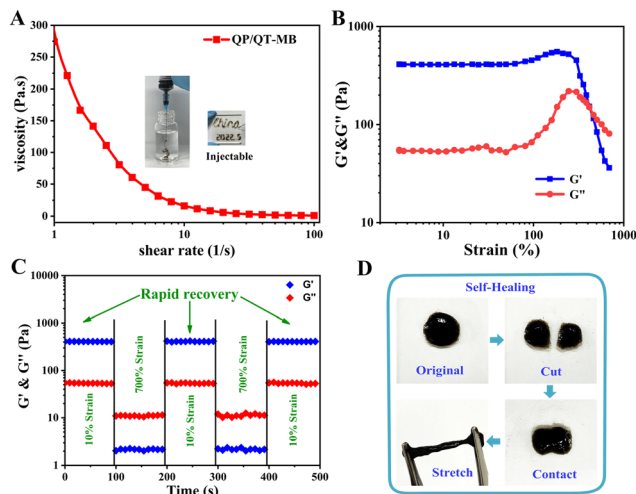 A
300
250
200
150
100
50
0
viscosity (Pa.s)
QP/QT-MB
China
2022.5
Injectable
1
10
100
shear rate (1/s)
B
1000
100
10
G'&G'' (Pa)
G'
G''
10
100
1000
Strain (%)
C
10000
1000
100
10
1
G' & G'' (Pa)
G'
G''
Rapid recovery
10% Strain
700% Strain
10% Strain
700% Strain
10% Strain
0
100
200
300
400
500
Time (s)
D
Self-Healing
Original
Cut
Stretch
Contact